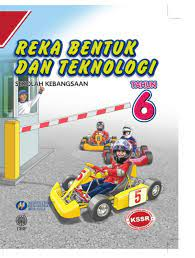 REKA BENTUK
DAN TEKNOLOGI
SEKOLAH KEBANGSAAN
TAHUN
6
5
KSSR